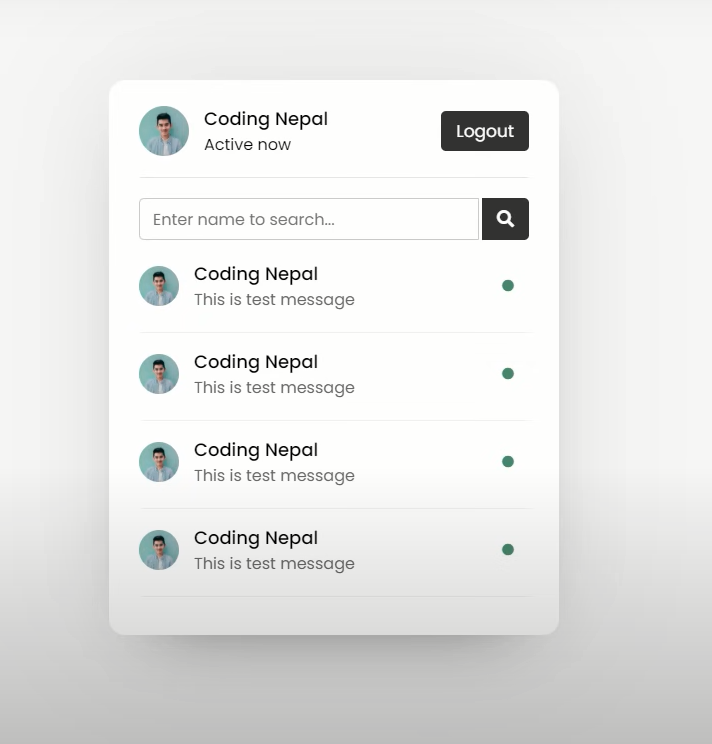 Coding Nepal
Active now
Logout
Enter name to search...
Coding Nepal
This is test message
Coding Nepal
This is test message
Coding Nepal
This is test message
Coding Nepal
This is test message